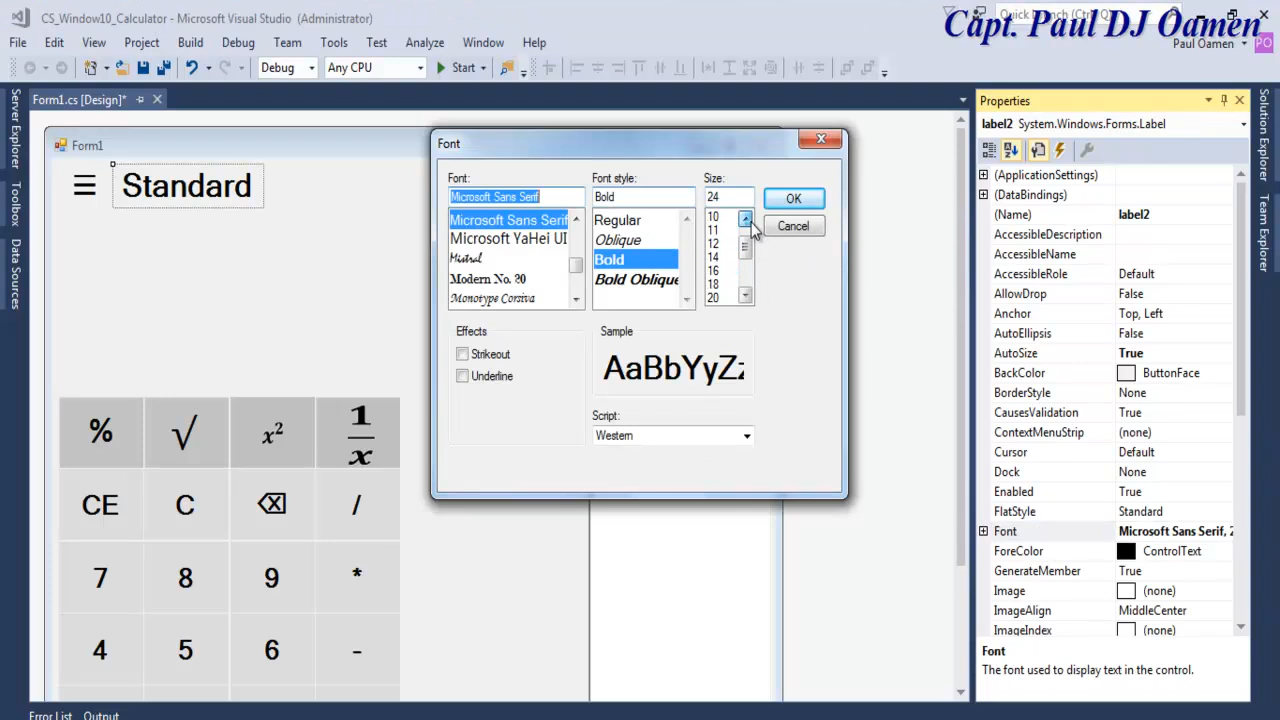 CS_Window10_Calculator - Microsoft Visual Studio (Administrator)
Quick Launch (Ctrl+Q)
Capt. Paul DJ Oamen
File Edit View Project Build Debug Team Tools Test Analyze Window Help
Paul Oamen PO
Debug Any CPU Start
Form1.cs [Design]*
Server Explorer
Toolbox
Data Sources
Form1
☰ Standard
% √ x² 1/x
CE C ⌫ /
7 8 9 *
4 5 6 -
Font
Font: Font style: Size:
Microsoft Sans Serif Bold 24
OK
Cancel
Microsoft Sans Serif
Microsoft YaHei UI
Mistral
Modern No. 20
Monotype Corsiva
Regular
Oblique
Bold
Bold Oblique
10
11
12
14
16
18
20
Effects
Strikeout
Underline
Sample
AaBbYyZz
Script:
Western
Properties
label2 System.Windows.Forms.Label
(ApplicationSettings)
(DataBindings)
(Name) label2
AccessibleDescription
AccessibleName
AccessibleRole Default
AllowDrop False
Anchor Top, Left
AutoEllipsis False
AutoSize True
BackColor ButtonFace
BorderStyle None
CausesValidation True
ContextMenuStrip (none)
Cursor Default
Dock None
Enabled True
FlatStyle Standard
Font Microsoft Sans Serif, 2
ForeColor ControlText
GenerateMember True
Image (none)
ImageAlign MiddleCenter
ImageIndex (none)
Font
The font used to display text in the control.
Solution Explorer
Team Explorer
Error List Output